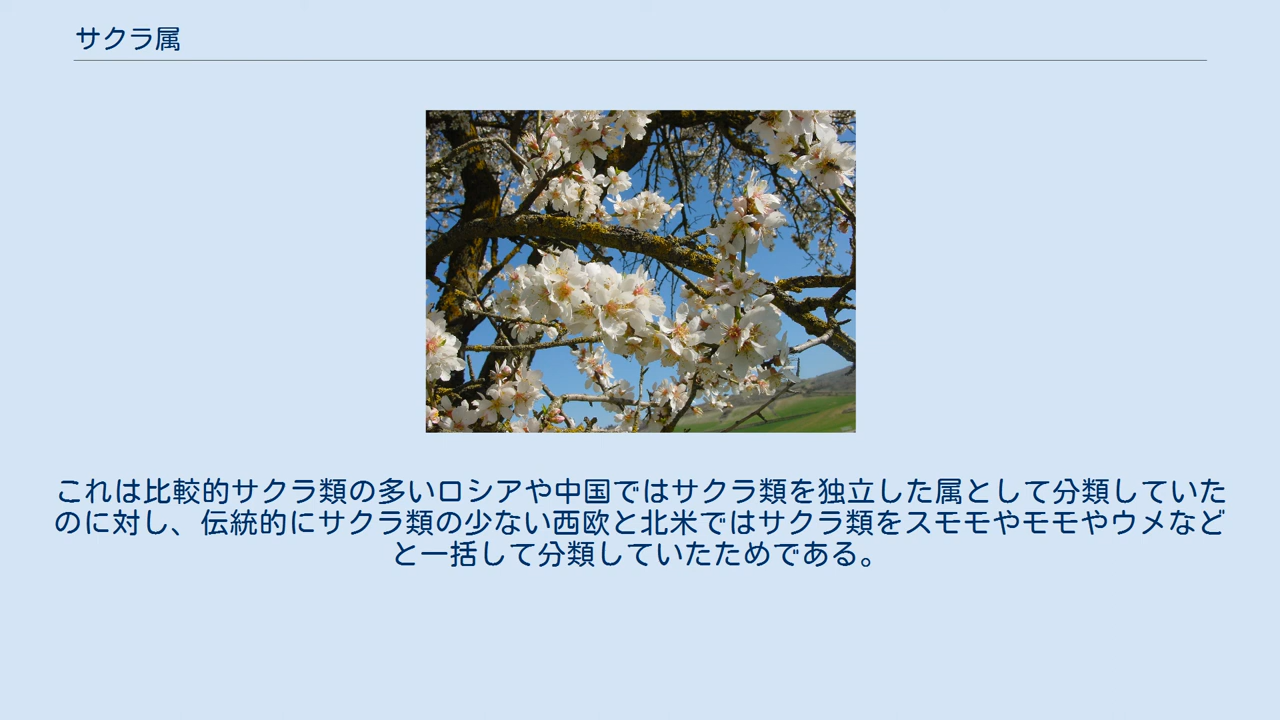 サクラ属
これは比較的サクラ類の多いロシアや中国ではサクラ類を独立した属として分類していた
のに対し、伝統的にサクラ類の少ない西欧と北米ではサクラ類をスモモやモモやウメなど
と一括して分類していたためである。